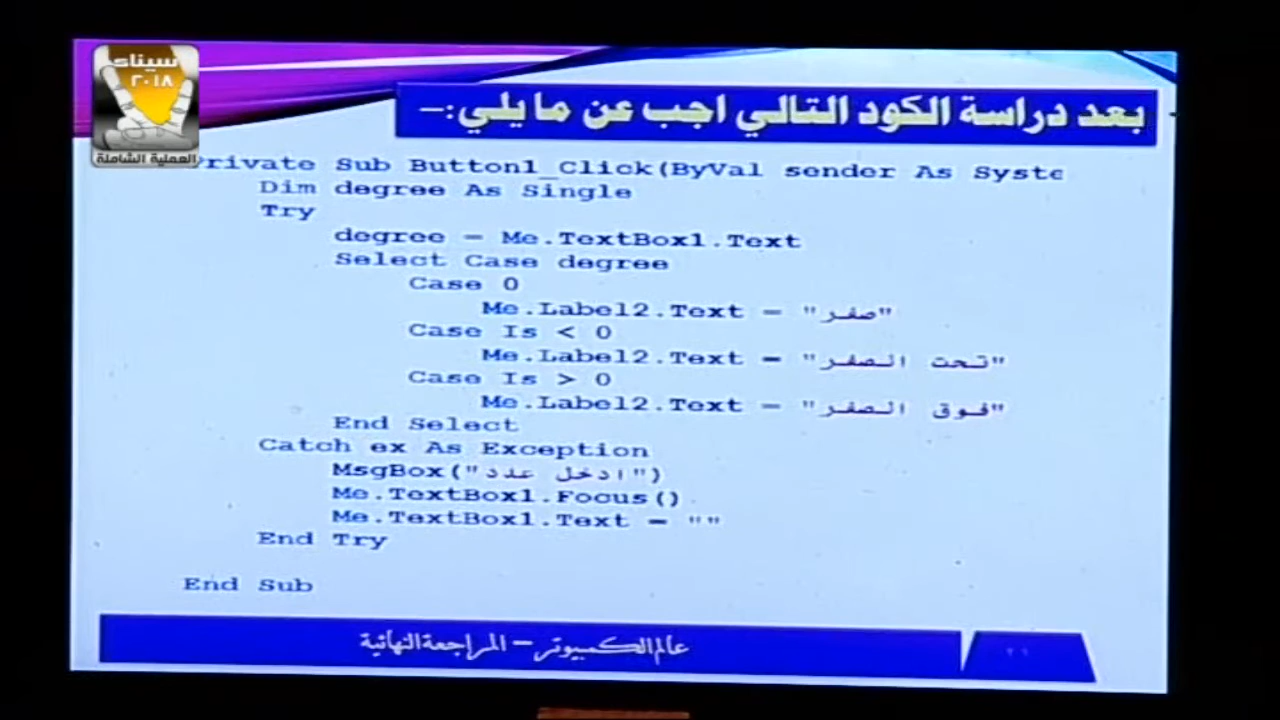 سيناء
٢٠١٨
العملية الشاملة
بعد دراسة الكود التالي اجب عن ما يلي:-
Private Sub Button1_Click(ByVal sender As Syste
Dim degree As Single
Try
degree = Me.TextBox1.Text
Select Case degree
Case 0
Me.Label2.Text = "صفر"
Case Is < 0
Me.Label2.Text = "تحت الصفر"
Case Is > 0
Me.Label2.Text = "فوق الصفر"
End Select
Catch ex As Exception
MsgBox("ادخل عدد")
Me.TextBox1.Focus()
Me.TextBox1.Text = ""
End Try
End Sub
عالم الكمبيوتر - المراجعة النهائية